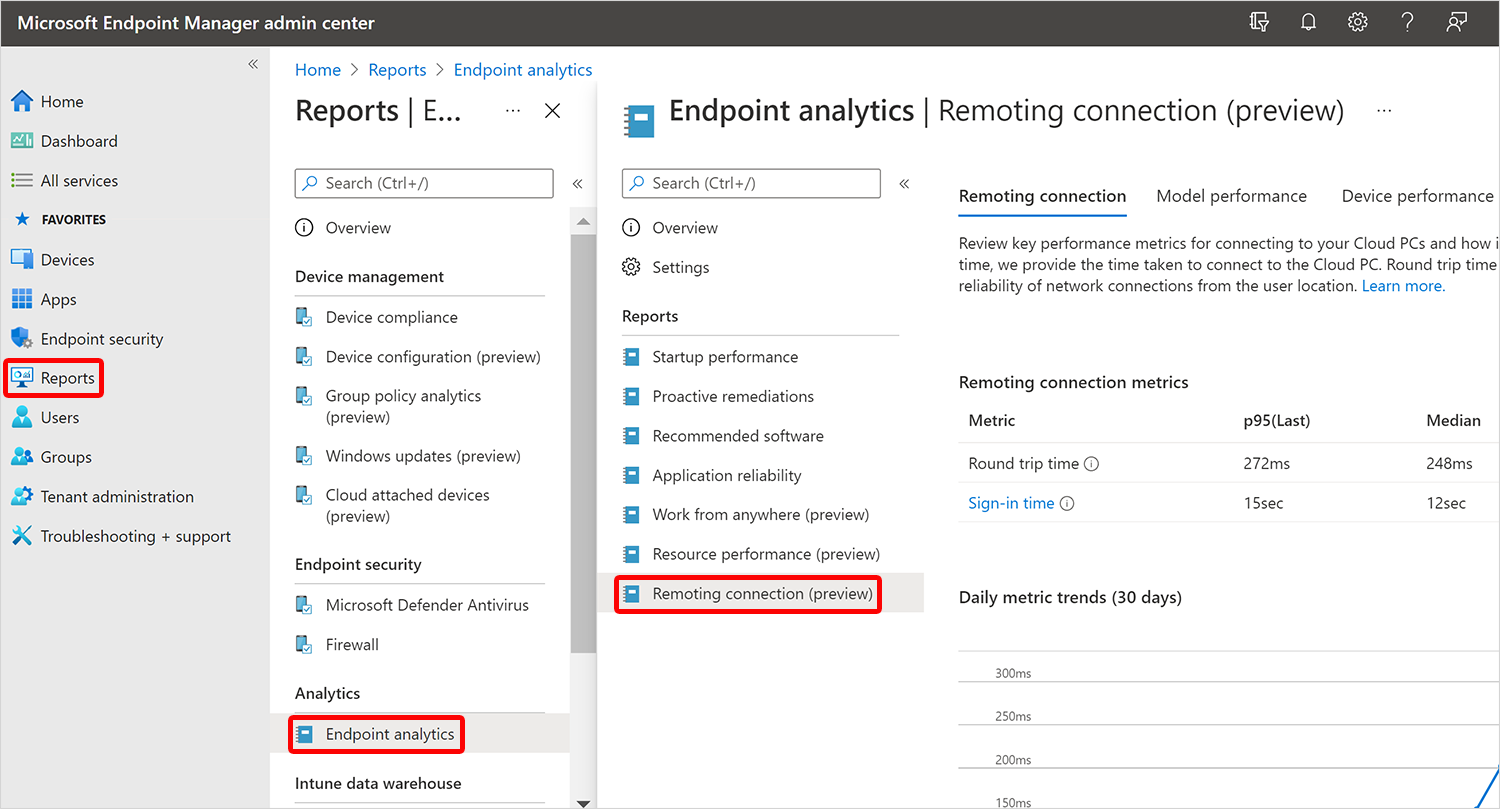 Microsoft Endpoint Manager admin center
Home
Dashboard
All services
FAVORITES
Devices
Apps
Endpoint security
Reports
Users
Groups
Tenant administration
Troubleshooting + support
Home > Reports > Endpoint analytics
Reports | E...
Search (Ctrl+/)
Overview
Device management
Device compliance
Device configuration (preview)
Group policy analytics
(preview)
Windows updates (preview)
Cloud attached devices
(preview)
Endpoint security
Microsoft Defender Antivirus
Firewall
Analytics
Endpoint analytics
Intune data warehouse
Endpoint analytics | Remoting connection (preview)
Search (Ctrl+/)
Overview
Settings
Reports
Startup performance
Proactive remediations
Recommended software
Application reliability
Work from anywhere (preview)
Resource performance (preview)
Remoting connection (preview)
Remoting connection Model performance Device performance
Review key performance metrics for connecting to your Cloud PCs and how i
time, we provide the time taken to connect to the Cloud PC. Round trip time
reliability of network connections from the user location. Learn more.
Remoting connection metrics
Metric p95(Last) Median
Round trip time 272ms 248ms
Sign-in time 15sec 12sec
Daily metric trends (30 days)
300ms
250ms
200ms
150ms